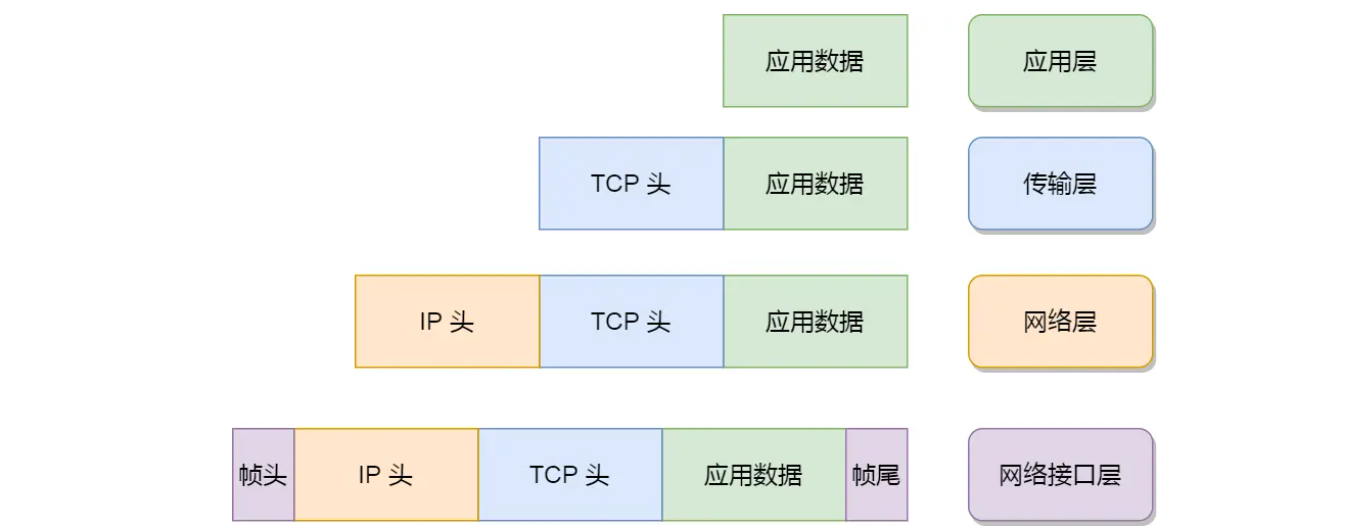 应用数据 应用层
TCP 头 应用数据 传输层
IP 头 TCP 头 应用数据 网络层
帧头 IP 头 TCP 头 应用数据 帧尾 网络接口层